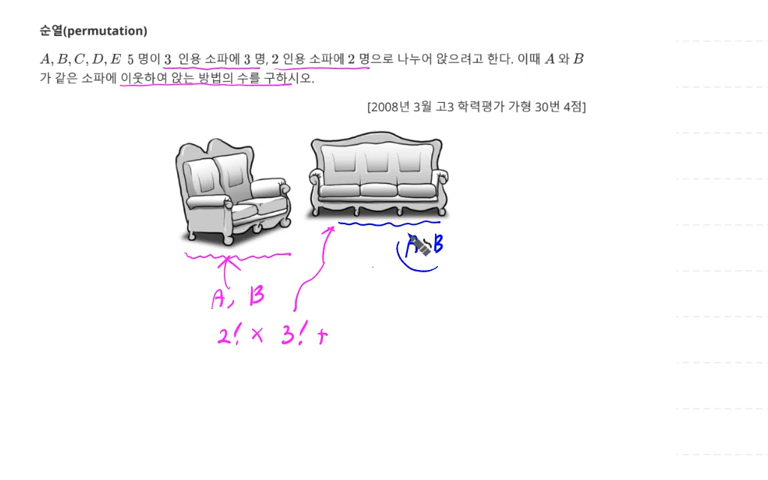 순열(permutation)
A, B, C, D, E 5 명이 3 인용 소파에 3 명, 2 인용 소파에 2 명으로 나누어 앉으려고 한다. 이때 A 와 B
가 같은 소파에 이웃하여 앉는 방법의 수를 구하시오.
[2008년 3월 고3 학력평가 가형 30번 4점]
A B
A, B
2! × 3! +